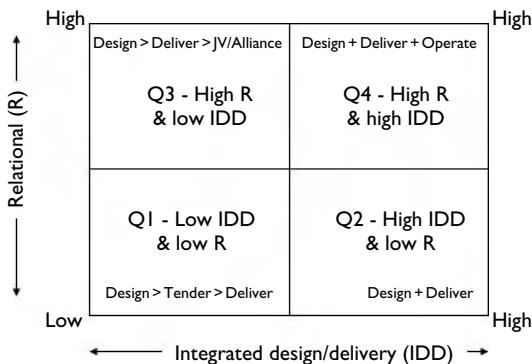 High
High
Design > Deliver > JV/Alliance
Design + Deliver + Operate
Q3 - High R
& low IDD
Q4 - High R
& high IDD
Relational (R)
Q1 - Low IDD
& low R
Q2 - High IDD
& low R
Design > Tender > Deliver
Design + Deliver
Low
High
Integrated design/delivery (IDD)